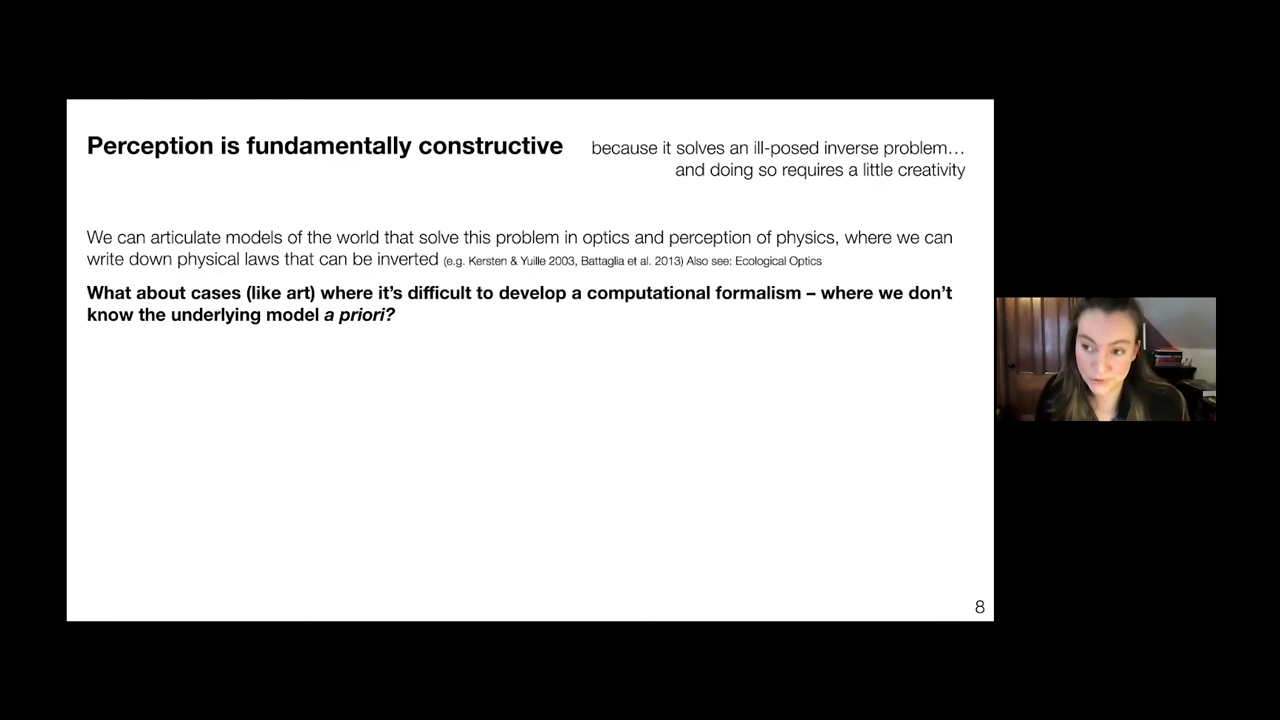 Perception is fundamentally constructive
because it solves an ill-posed inverse problem…
and doing so requires a little creativity
We can articulate models of the world that solve this problem in optics and perception of physics, where we can
write down physical laws that can be inverted (e.g. Kersten & Yuille 2003, Battaglia et al. 2013) Also see: Ecological Optics
What about cases (like art) where it’s difficult to develop a computational formalism – where we don’t
know the underlying model a priori?
8